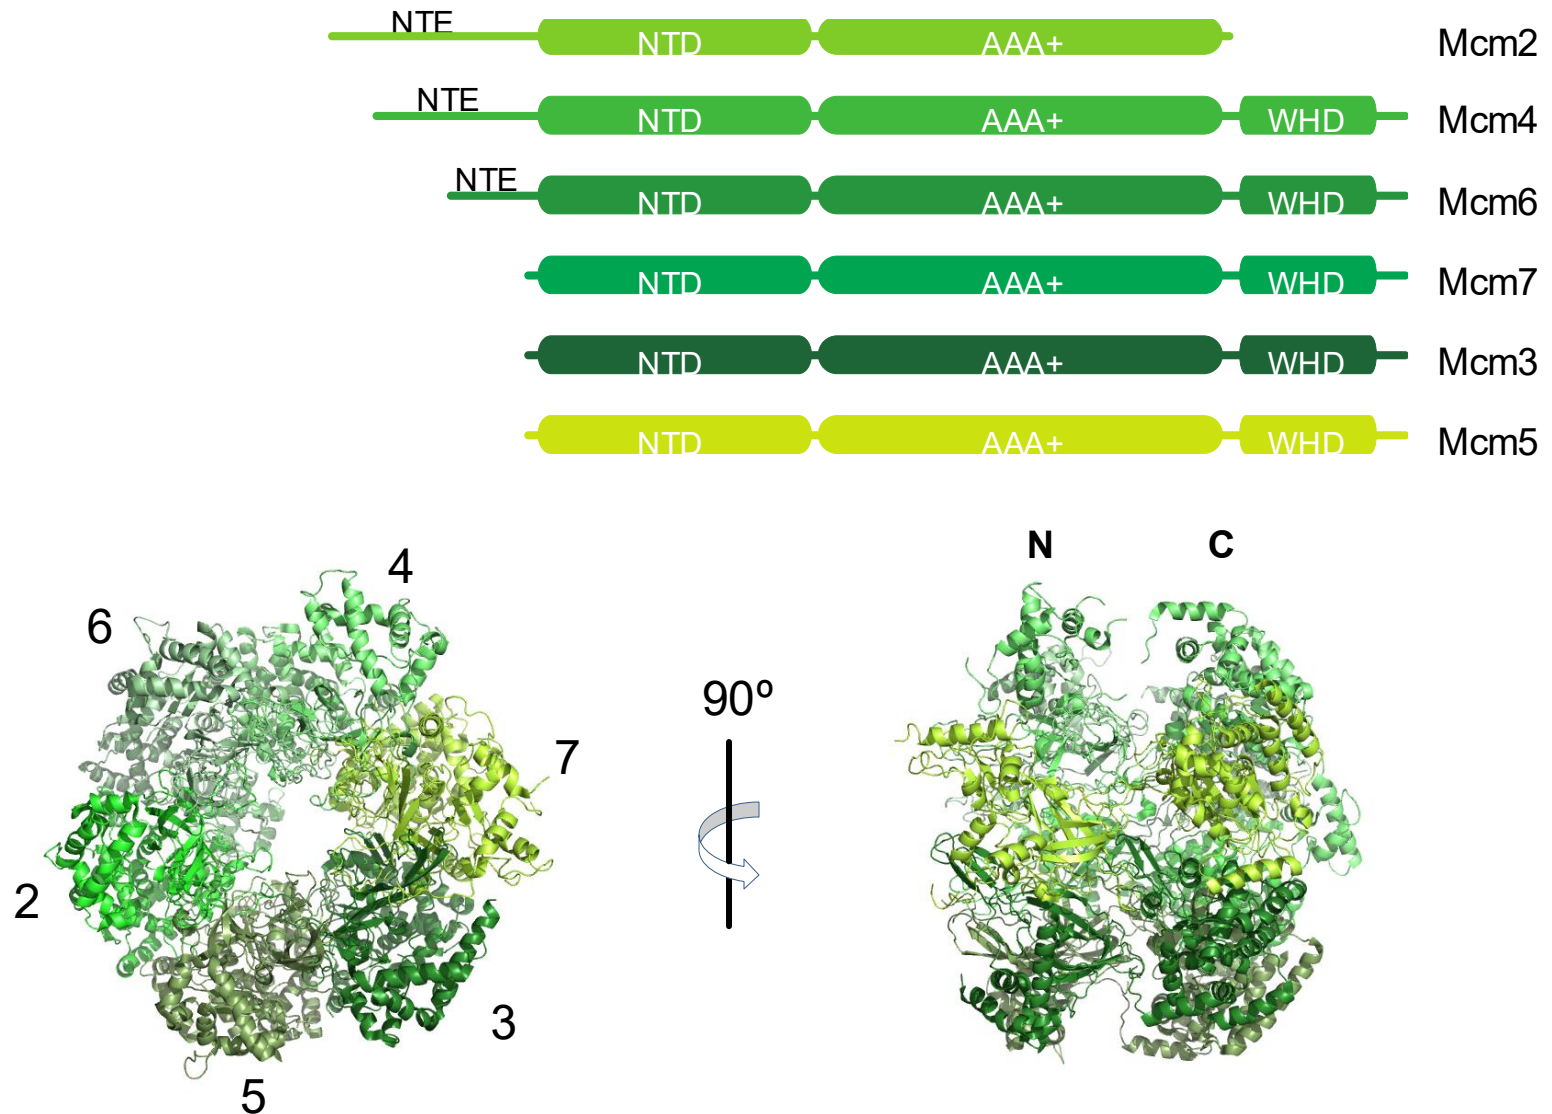 NTE NTD AAA+ Mcm2
NTE NTD AAA+ WHD Mcm4
NTE NTD AAA+ WHD Mcm6
NTD AAA+ WHD Mcm7
NTD AAA+ WHD Mcm3
NTD AAA+ WHD Mcm5
N C
4
6
90º
7
2
3
5